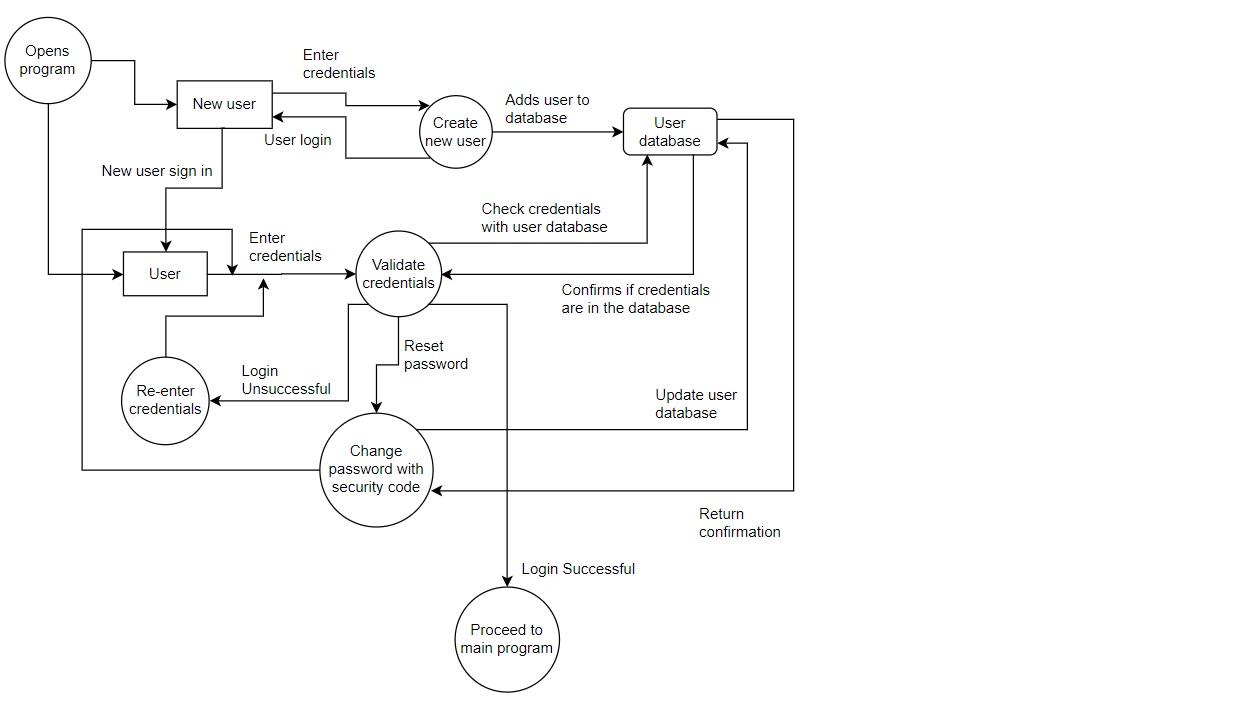 Opens
program
Enter
credentials
New user
Adds user to
database
Create
new user
User
database
User login
New user sign in
Check credentials
with user database
Enter
credentials
User
Validate
credentials
Confirms if credentials
are in the database
Reset
password
Login
Unsuccessful
Re-enter
credentials
Update user
database
Change
password with
security code
Return
confirmation
Login Successful
Proceed to
main program